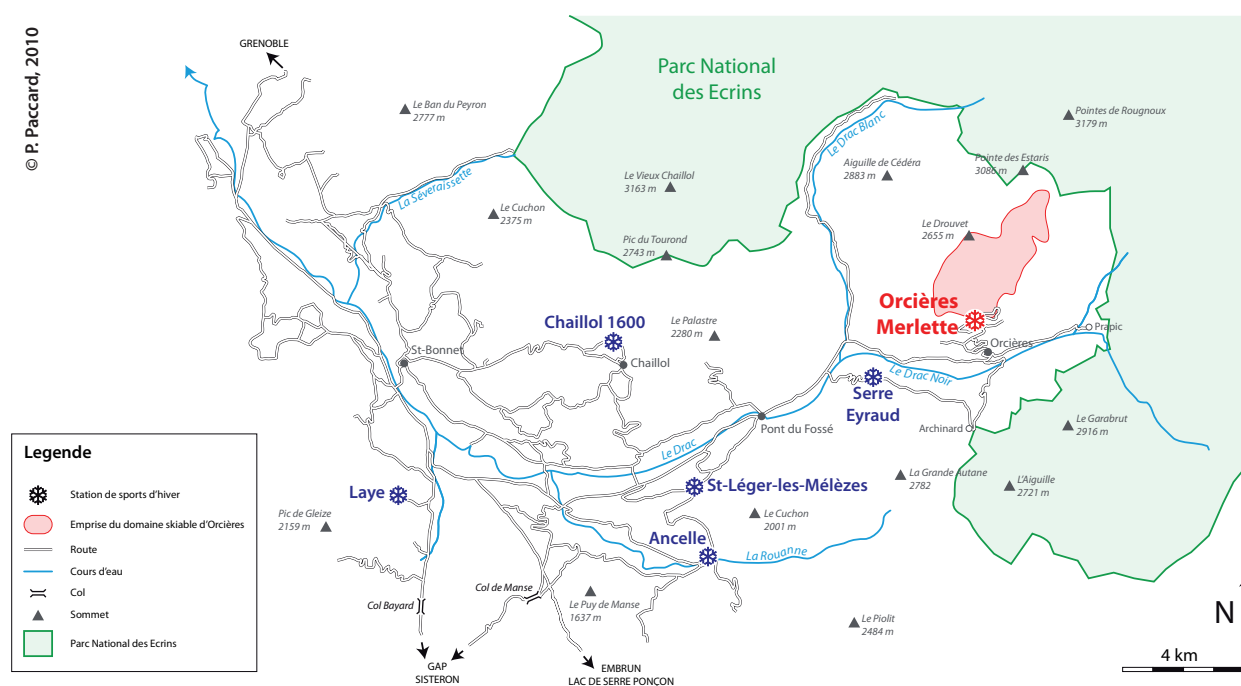 © P. Paccard, 2010
GRENOBLE
Parc National
des Ecrins
Le Ban du Peyron
2777 m
Le Drac Blanc
Pointes de Rougnoux
3179 m
Aiguille de Cédéra
2883 m
Pointe des Estaris
3086 m
La Séveraissette
Le Vieux Chaillol
3163 m
Le Cuchon
2375 m
Le Drouvet
2655 m
Pic du Tourond
2743 m
Orcières
Merlette
Chaillol 1600
Le Palastre
2280 m
Prapic
Orcières
St-Bonnet
Chaillol
Le Drac Noir
Serre
Eyraud
Le Garabrut
2916 m
Pont du Fossé
Archinard
Le Drac
La Grande Autane
2782
L'Aiguille
2721 m
Laye
St-Léger-les-Mélèzes
Pic de Gleize
2159 m
Le Cuchon
2001 m
Ancelle
La Rouanne
Col de Manse
Col Bayard
Le Puy de Manse
1637 m
Le Piolit
2484 m
GAP
SISTERON
EMBRUN
LAC DE SERRE PONÇON
N
4 km
Legende
Station de sports d'hiver
Emprise du domaine skiable d'Orcières
Route
Cours d'eau
Col
Sommet
Parc National des Ecrins